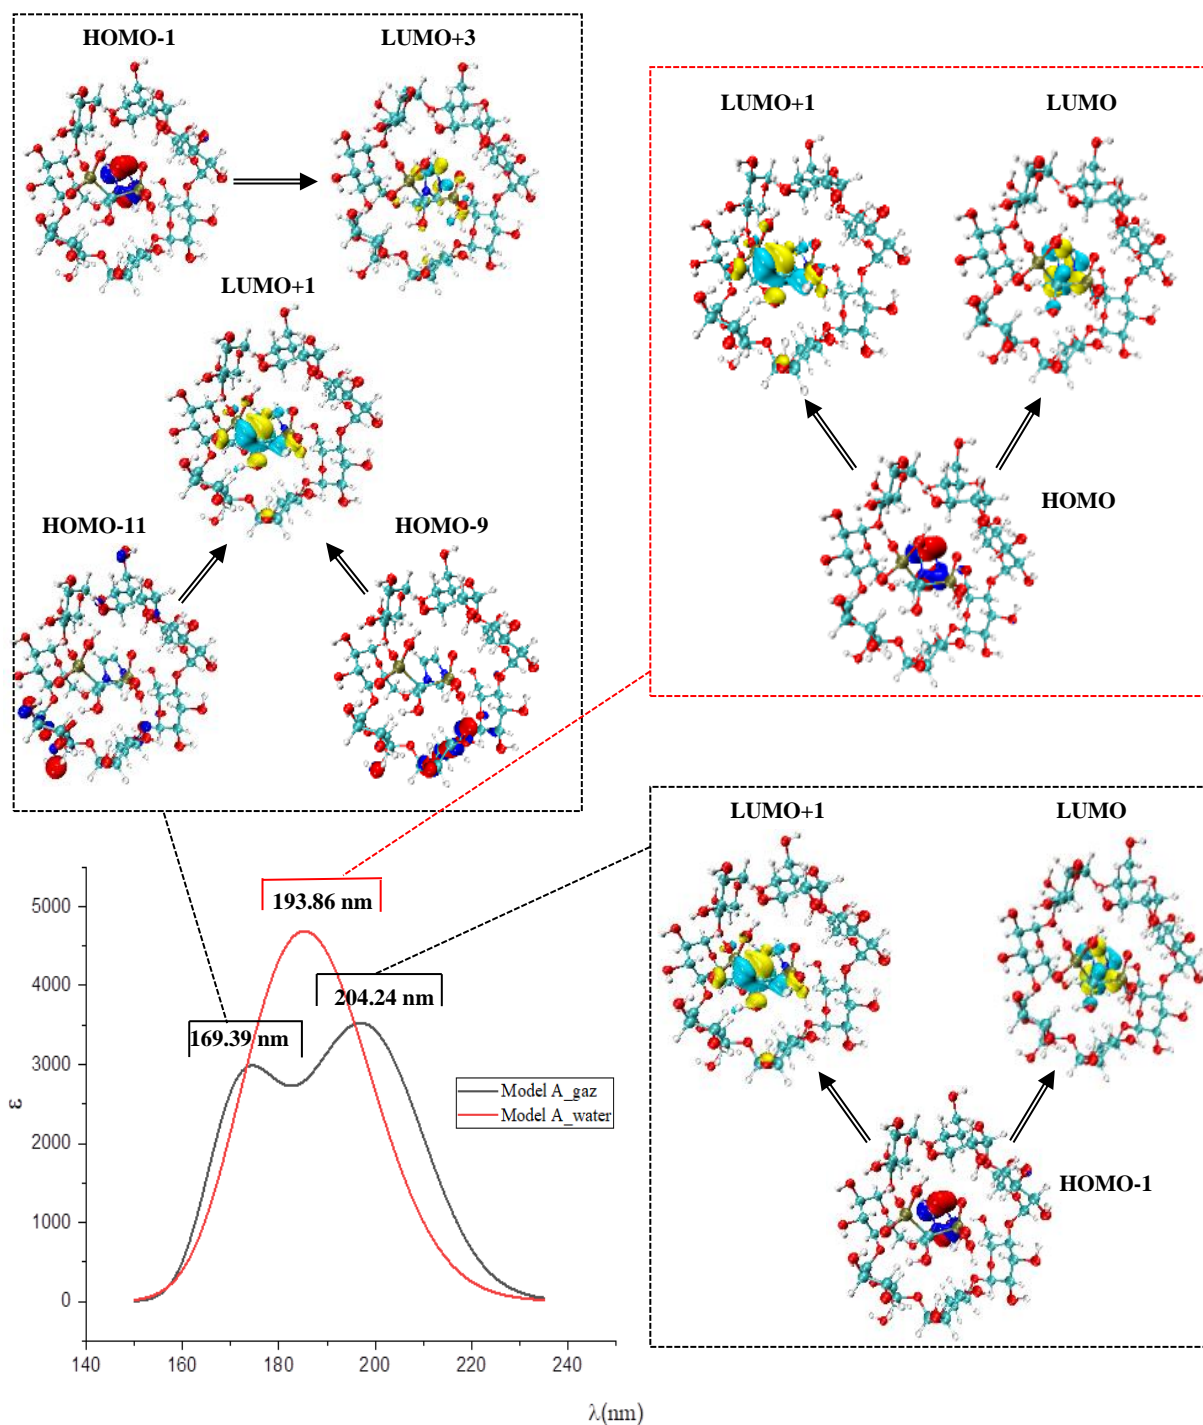 HOMO-1
LUMO+3
LUMO+1
HOMO-11
HOMO-9
LUMO+1
LUMO
HOMO
LUMO+1
LUMO
HOMO-1
193.86 nm
204.24 nm
169.39 nm
Model A_gaz
Model A_water
ε
5000
4000
3000
2000
1000
0
140 160 180 200 220 240
λ(nm)